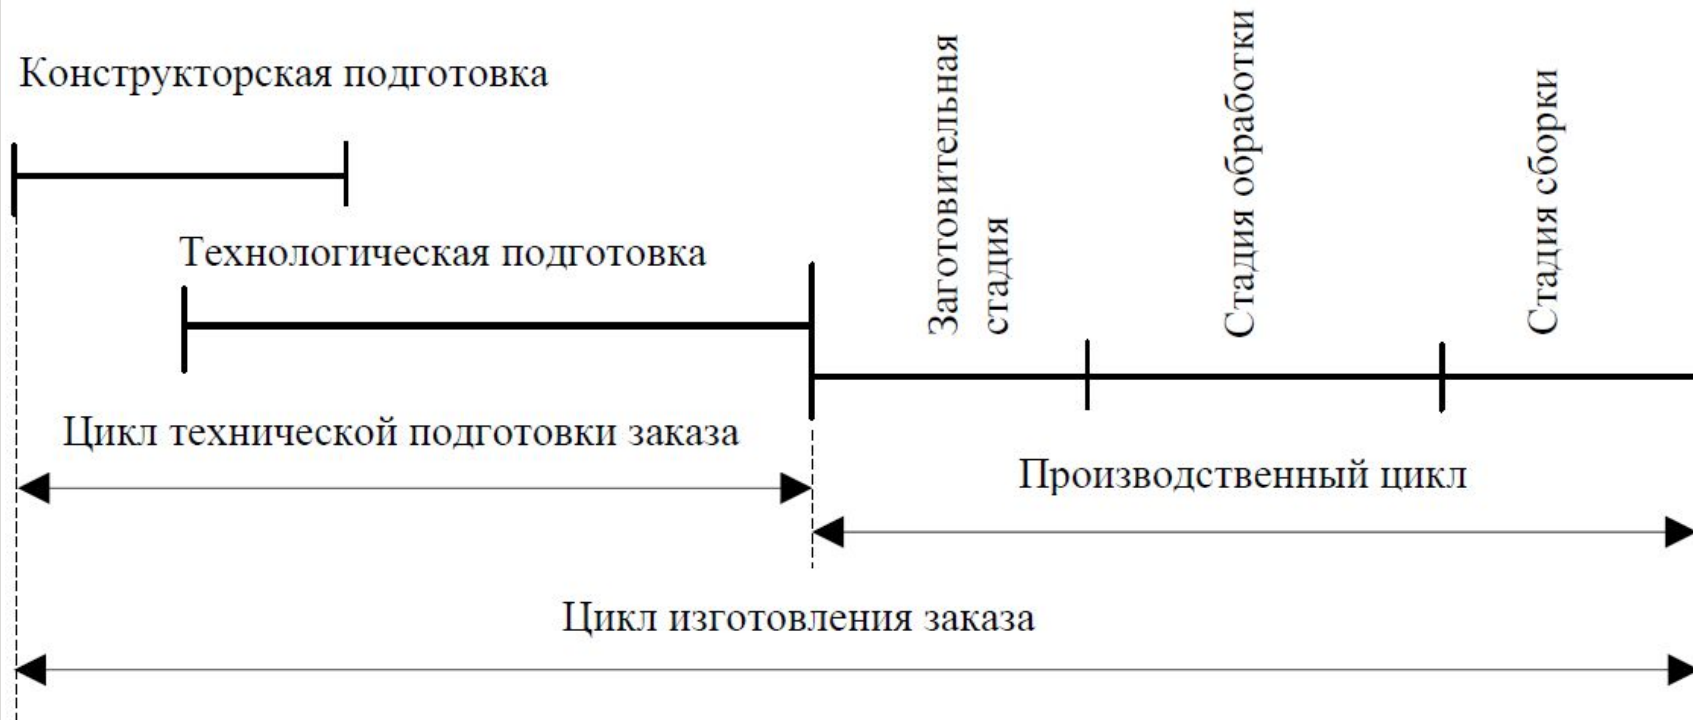 Конструкторская подготовка
Технологическая подготовка
Заготовительная
стадия
Стадия обработки
Стадия сборки
Цикл технической подготовки заказа
Производственный цикл
Цикл изготовления заказа